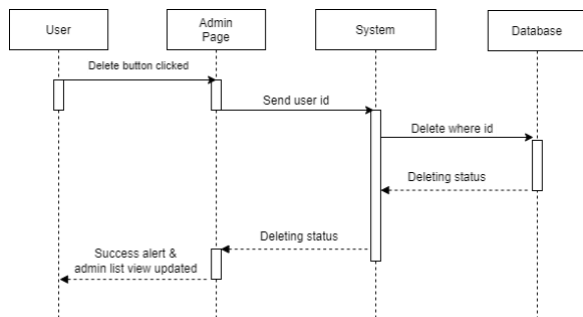 User
Admin
Page
System
Database
Delete button clicked
Send user id
Delete where id
Deleting status
Deleting status
Success alert &
admin list view updated